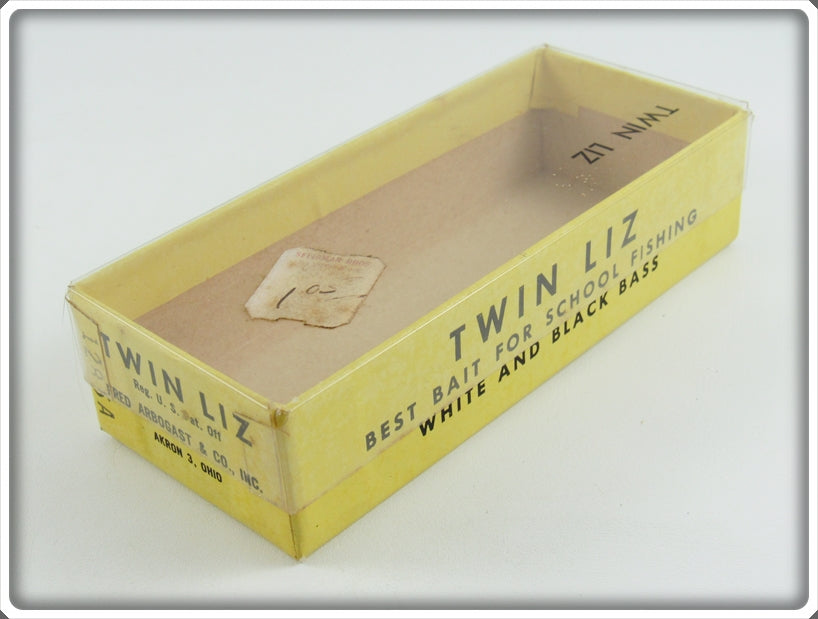 TWIN LIZ
1.02
TWIN LIZ
BEST BAIT FOR SCHOOL FISHING
WHITE AND BLACK BASS
TWIN LIZ
Reg. U. S. Pat. Off
FRED ARBOGAST & CO., INC.
AKRON 3, OHIO